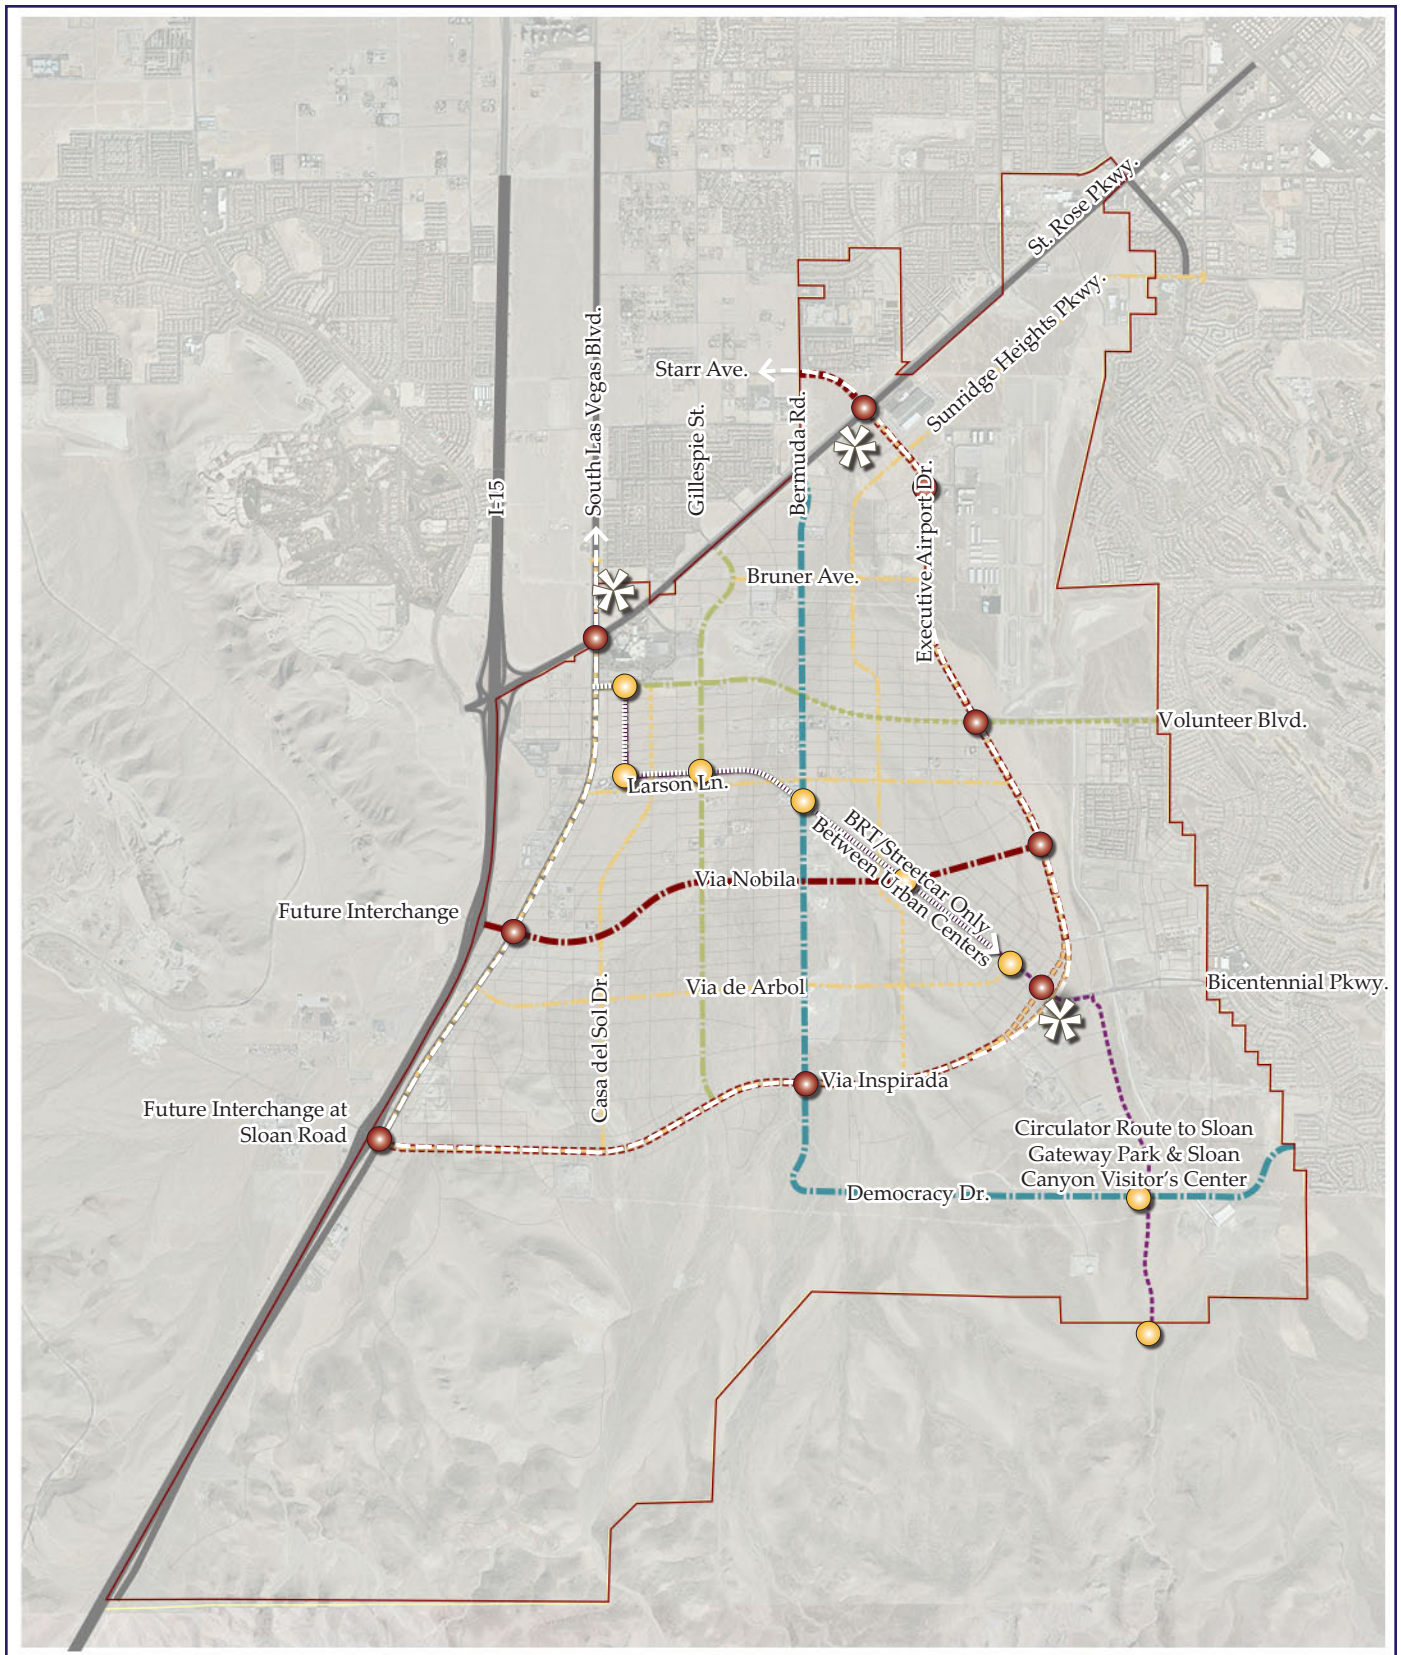 St. Rose Pkwy.
Sunridge Heights Pkwy.
Starr Ave.
South Las Vegas Blvd.
Gillespie St.
Bermuda Rd.
I-15
Executive Airport Dr.
Bruner Ave.
Volunteer Blvd.
Larson Ln.
BRT/Streetcar Only
Between Urban Centers
Via Nobila
Future Interchange
Casa del Sol Dr.
Via de Arbol
Bicentennial Pkwy.
Via Inspirada
Future Interchange at
Sloan Road
Circulator Route to Sloan
Gateway Park & Sloan
Canyon Visitor's Center
Democracy Dr.